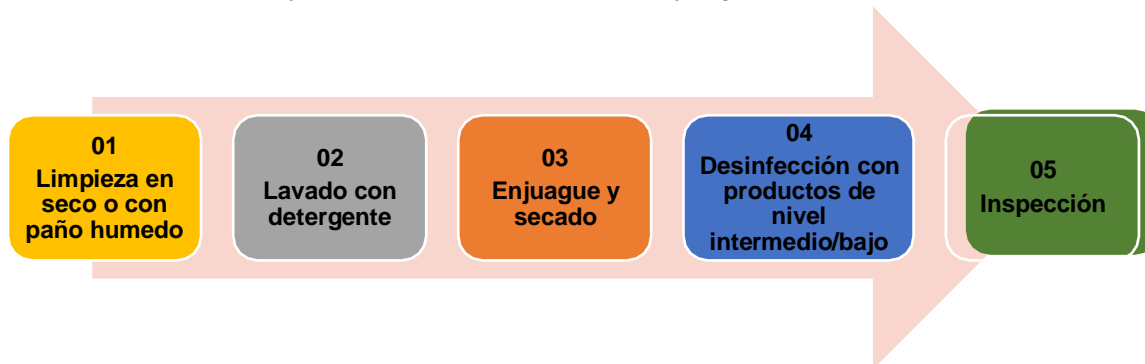 01
Limpieza en
seco o con
paño humedo
02
Lavado con
detergente
03
Enjuague y
secado
04
Desinfección con
productos de
nivel
intermedio/bajo
05
Inspección